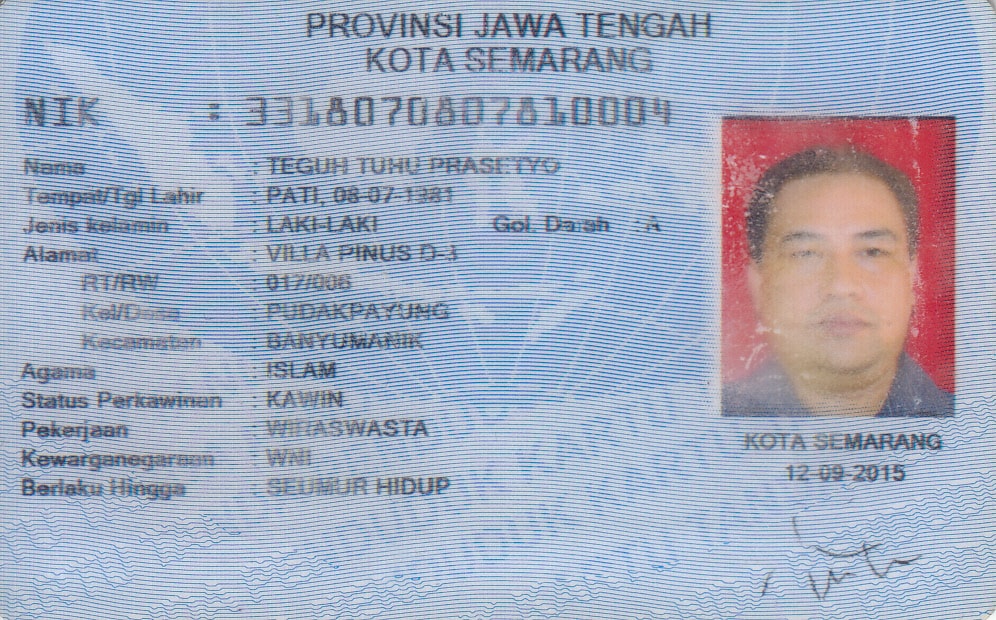 PROVINSI JAWA TENGAH
KOTA SEMARANG
NIK : 3318070807810004
Nama : TEGUH TUHU PRASETYO
Tempat/Tgl Lahir : PATI, 08-07-1981
Jenis kelamin : LAKI-LAKI Gol. Darah : A
Alamat : VILLA PINUS D-3
RT/RW : 017/006
Kel/Desa : PUDAKPAYUNG
Kecamatan : BANYUMANIK
Agama : ISLAM
Status Perkawinan : KAWIN
Pekerjaan : WIRASWASTA
Kewarganegaraan : WNI
Berlaku Hingga : SEUMUR HIDUP
KOTA SEMARANG
12-09-2015